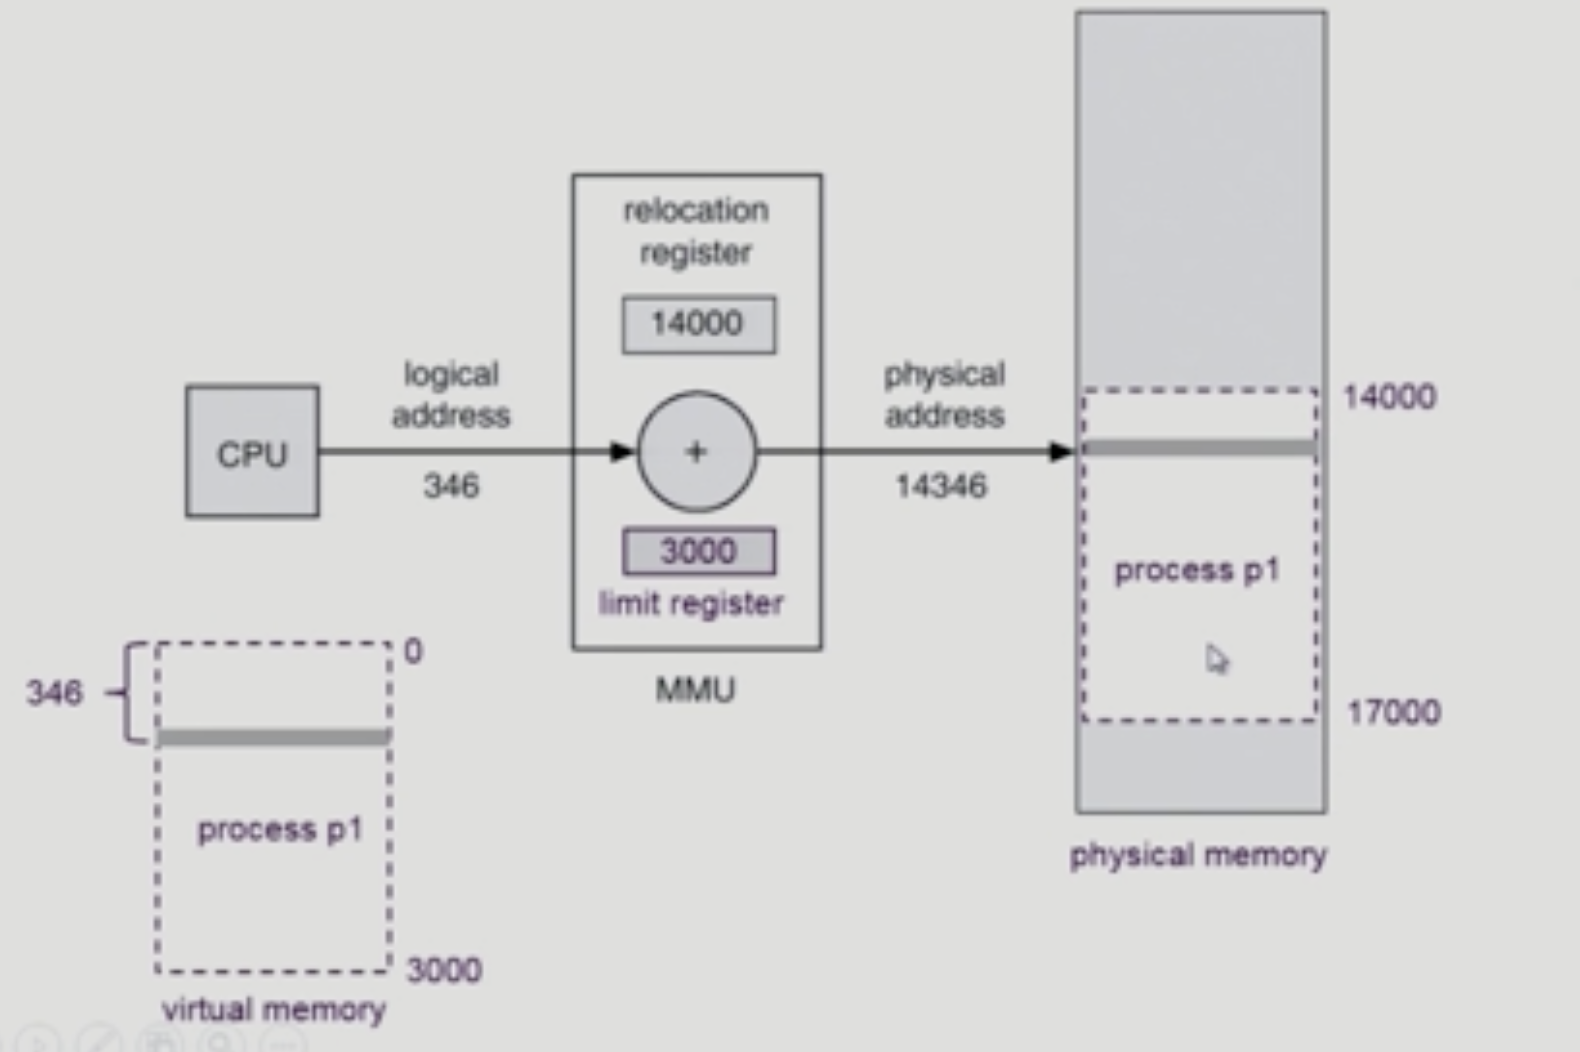 relocation
register
14000
14000
logical
address
physical
address
CPU
+
346
14346
3000
process p1
limit register
0
346
MMU
17000
process p1
physical memory
3000
virtual memory